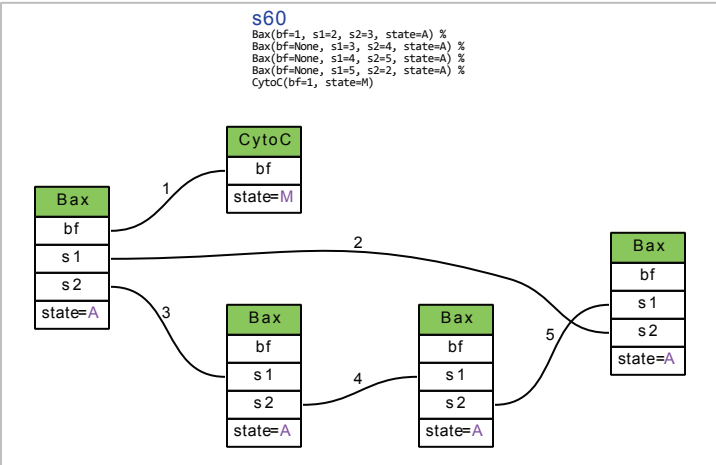 s60
Bax(bf=1, s1=2, s2=3, state=A) %
Bax(bf=None, s1=3, s2=4, state=A) %
Bax(bf=None, s1=4, s2=5, state=A) %
Bax(bf=None, s1=5, s2=2, state=A) %
CytoC(bf=1, state=M)
CytoC
bf
state=M
1
Bax
bf
s1
s2
state=A
2
3
Bax
bf
s1
s2
state=A
4
Bax
bf
s1
s2
state=A
5
Bax
bf
s1
s2
state=A